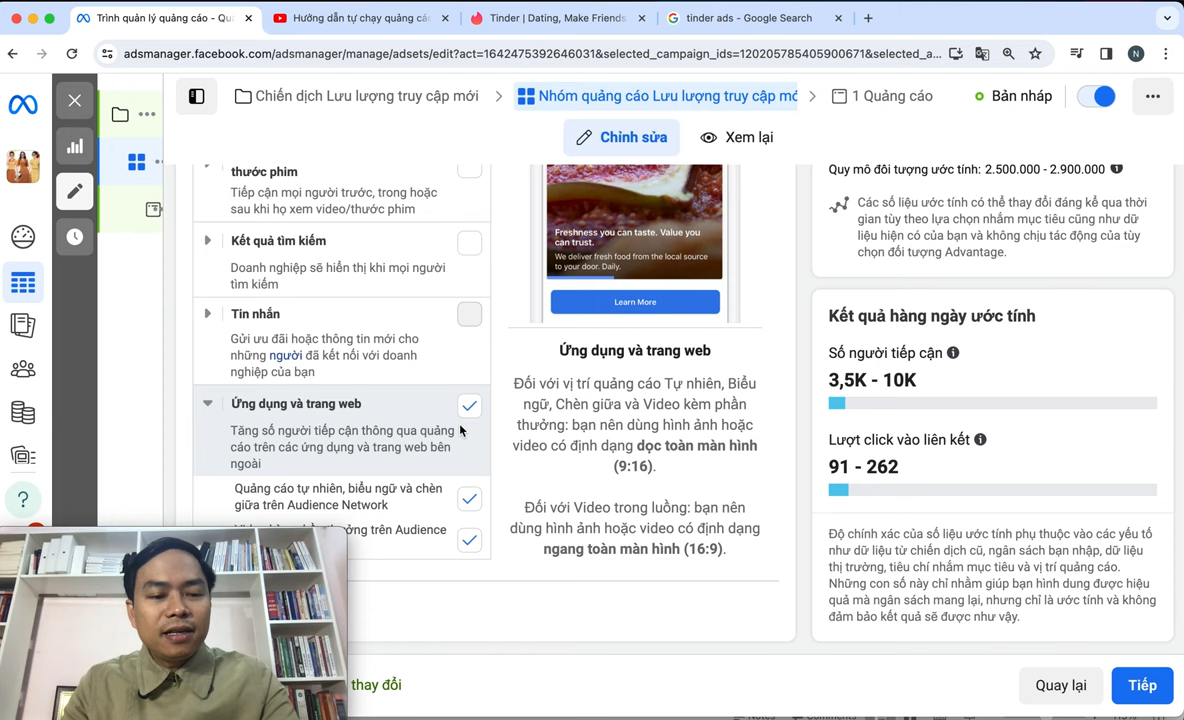 Trình quản lý quảng cáo - Qu
Hướng dẫn tự chạy quảng cá
Tinder | Dating, Make Friends
tinder ads - Google Search
adsmanager.facebook.com/adsmanager/manage/adsets/edit?act=1642475392646031&selected_campaign_ids=120205785405900671&selected_a...
N
Chiến dịch Lưu lượng truy cập mới
Nhóm quảng cáo Lưu lượng truy cập mớ
1 Quảng cáo
Bản nháp
Chỉnh sửa
Xem lại
thước phim
Tiếp cận mọi người trước, trong hoặc
sau khi họ xem video/thước phim
Kết quả tìm kiếm
Doanh nghiệp sẽ hiển thị khi mọi người
tìm kiếm
Tin nhắn
Gửi ưu đãi hoặc thông tin mới cho
những người đã kết nối với doanh
nghiệp của bạn
Ứng dụng và trang web
Tăng số người tiếp cận thông qua quảng
cáo trên các ứng dụng và trang web bên
ngoài
Quảng cáo tự nhiên, biểu ngữ và chèn
giữa trên Audience Network
thưởng trên Audience
Freshness you can taste. Value you
can trust.
We deliver fresh food from the local source
to your door. Daily.
Learn More
Ứng dụng và trang web
Đối với vị trí quảng cáo Tự nhiên, Biểu
ngữ, Chèn giữa và Video kèm phần
thưởng: bạn nên dùng hình ảnh hoặc
video có định dạng dọc toàn màn hình
(9:16).
Đối với Video trong luồng: bạn nên
dùng hình ảnh hoặc video có định dạng
ngang toàn màn hình (16:9).
Quy mô đối tượng ước tính: 2.500.000 - 2.900.000
Các số liệu ước tính có thể thay đổi đáng kể qua thời
gian tùy theo lựa chọn nhắm mục tiêu cũng như dữ
liệu hiện có của bạn và không chịu tác động của tùy
chọn đối tượng Advantage.
Kết quả hàng ngày ước tính
Số người tiếp cận
3,5K - 10K
Lượt click vào liên kết
91 - 262
Độ chính xác của số liệu ước tính phụ thuộc vào các yếu tố
như dữ liệu từ chiến dịch cũ, ngân sách bạn nhập, dữ liệu
thị trường, tiêu chí nhắm mục tiêu và vị trí quảng cáo.
Những con số này chỉ nhằm giúp bạn hình dung được hiệu
quả mà ngân sách mang lại, nhưng chỉ là ước tính và không
đảm bảo kết quả sẽ được như vậy.
thay đổi
Quay lại
Tiếp